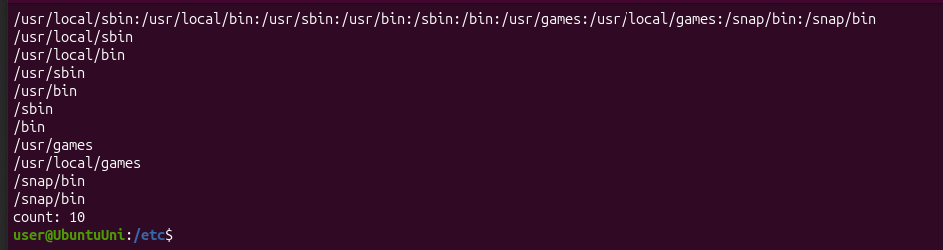 /usr/local/sbin:/usr/local/bin:/usr/sbin:/usr/bin:/sbin:/bin:/usr/games:/usr/local/games:/snap/bin:/snap/bin
/usr/local/sbin
/usr/local/bin
/usr/sbin
/usr/bin
/sbin
/bin
/usr/games
/usr/local/games
/snap/bin
/snap/bin
count: 10
user@UbuntuUni:/etc$